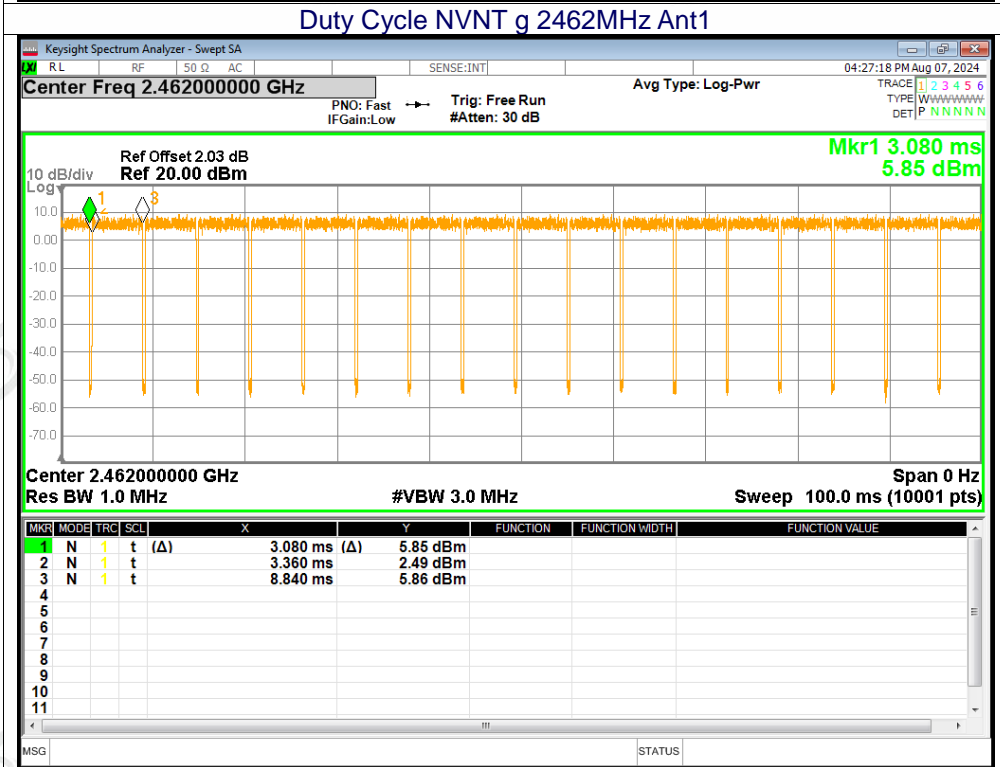 Duty Cycle NVNT g 2462MHz Ant1
Keysight Spectrum Analyzer - Swept SA
LXI RL RF 50 Ω AC SENSE:INT 04:27:18 PM Aug 07, 2024
Center Freq 2.462000000 GHz Avg Type: Log-Pwr TRACE 1 2 3 4 5 6
PNO: Fast Trig: Free Run TYPE WWWWWW
IFGain:Low #Atten: 30 dB DET P N N N N N
Mkr1 3.080 ms
Ref Offset 2.03 dB
10 dB/div Ref 20.00 dBm 5.85 dBm
Log
1 2 3
10.0
0.00
-10.0
-20.0
-30.0
-40.0
-50.0
-60.0
-70.0
Center 2.462000000 GHz Span 0 Hz
Res BW 1.0 MHz #VBW 3.0 MHz Sweep 100.0 ms (10001 pts)
MKR MODE TRC SCL X Y FUNCTION FUNCTION WIDTH FUNCTION VALUE
1 N 1 t (Δ) 3.080 ms (Δ) 5.85 dBm
2 N 1 t 3.360 ms 2.49 dBm
3 N 1 t 8.840 ms 5.86 dBm
4
5
6
7
8
9
10
11
MSG STATUS